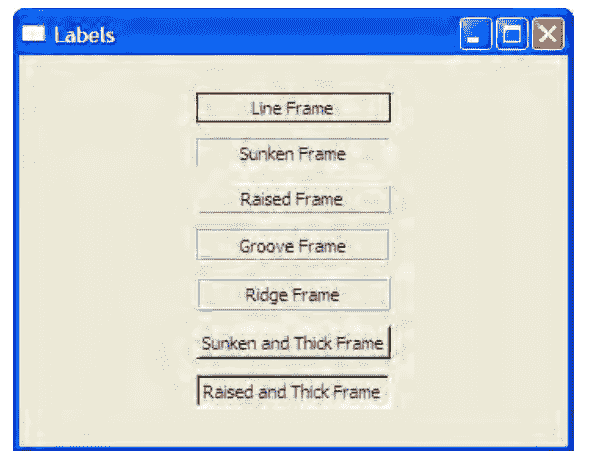 Labels
Line Frame
Sunken Frame
Raised Frame
Groove Frame
Ridge Frame
Sunken and Thick Frame
Raised and Thick Frame